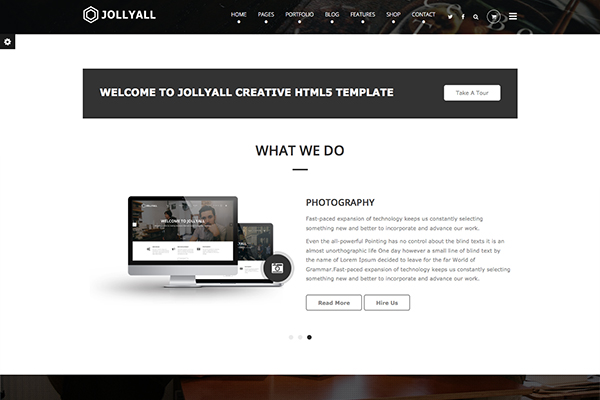 JOLLYALL
HOME PAGES PORTFOLIO BLOG FEATURES SHOP CONTACT
WELCOME TO JOLLYALL CREATIVE HTML5 TEMPLATE
Take A Tour
WHAT WE DO
PHOTOGRAPHY
Fast-paced expansion of technology keeps us constantly selecting
something new and better to incorporate and advance our work.
Even the all-powerful Pointing has no control about the blind texts it is an
almost unorthographic life One day however a small line of blind text by
the name of Lorem Ipsum decided to leave for the far World of
Grammar.Fast-paced expansion of technology keeps us constantly selecting
something new and better to incorporate and advance our work.
Read More
Hire Us
WELCOME TO JOLLYALL